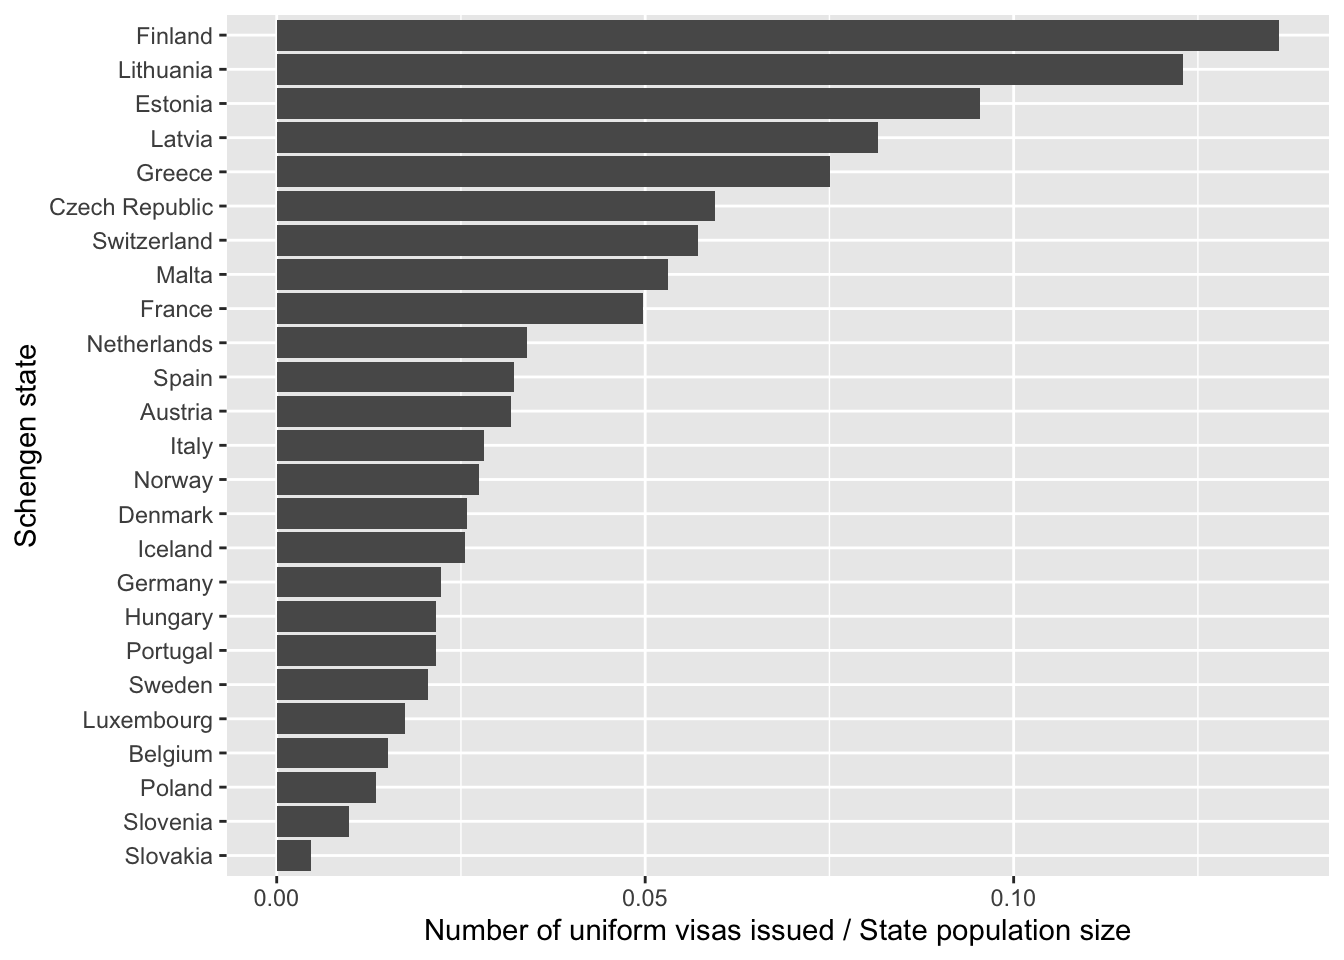 Finland
Lithuania
Estonia
Latvia
Greece
Czech Republic
Switzerland
Malta
France
Netherlands
Spain
Austria
Italy
Norway
Denmark
Iceland
Germany
Hungary
Portugal
Sweden
Luxembourg
Belgium
Poland
Slovenia
Slovakia
Schengen state
0.00 0.05 0.10
Number of uniform visas issued / State population size